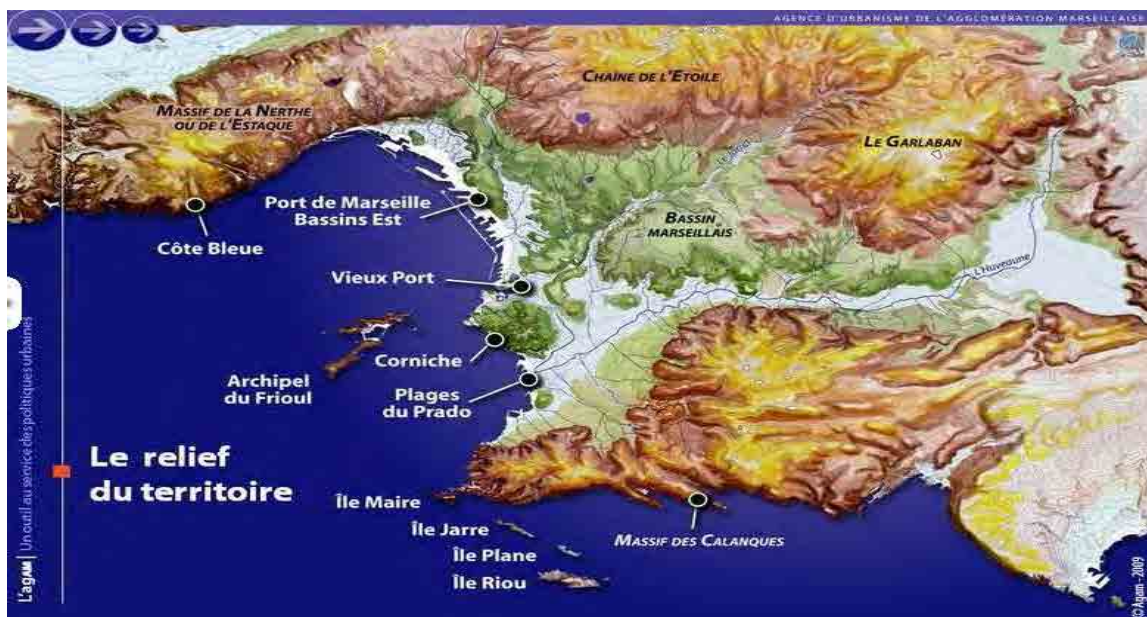 AGENCE D'URBANISME DE L'AGGLOMÉRATION MARSEILLAISE
CHAÎNE DE L'ETOILE
MASSIF DE LA NERTHE
OU DE L'ESTAQUE
LE GARLABAN
Port de Marseille
Bassins Est
BASSIN
MARSEILLAIS
Côte Bleue
Vieux Port
L'Huveaune
Corniche
Archipel
du Frioul
Plages
du Prado
Le relief
du territoire
Île Maire
Île Jarre
MASSIF DES CALANQUES
Île Plane
Île Riou
L'agAM | Un outil au service des politiques urbaines
© Agam - 2009